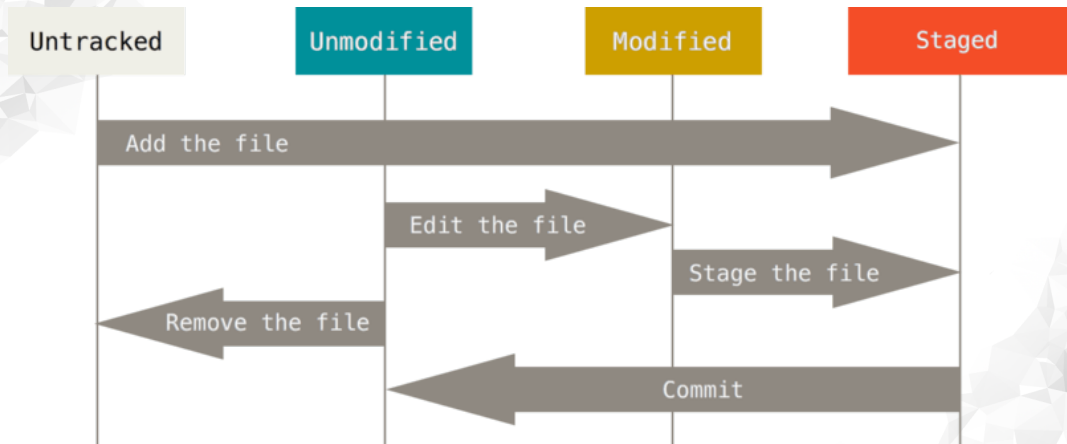 Untracked
Unmodified
Modified
Staged
Add the file
Edit the file
Stage the file
Remove the file
Commit